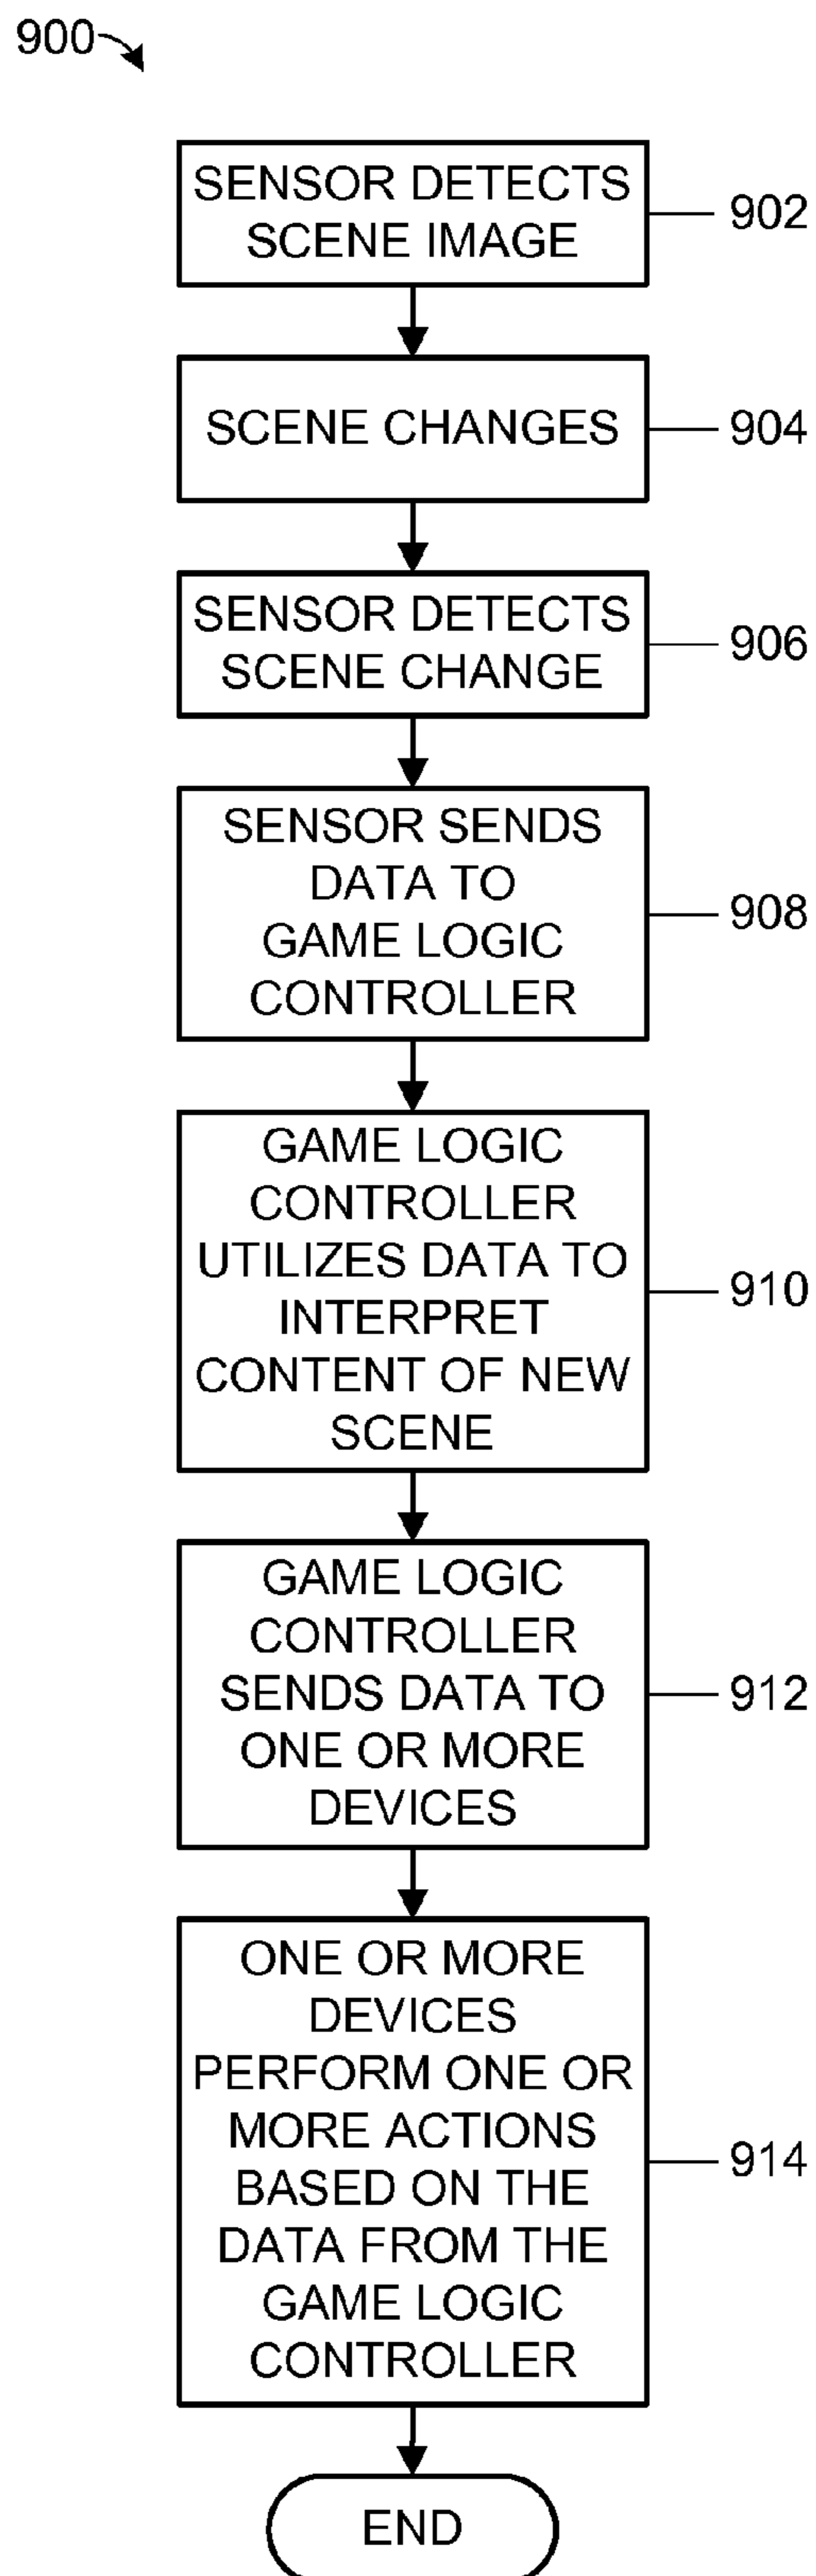 900
SENSOR DETECTS
SCENE IMAGE
902
SCENE CHANGES
904
SENSOR DETECTS
SCENE CHANGE
906
SENSOR SENDS
DATA TO
GAME LOGIC
CONTROLLER
908
GAME LOGIC
CONTROLLER
UTILIZES DATA TO
INTERPRET
CONTENT OF NEW
SCENE
910
GAME LOGIC
CONTROLLER
SENDS DATA TO
ONE OR MORE
DEVICES
912
ONE OR MORE
DEVICES
PERFORM ONE OR
MORE ACTIONS
BASED ON THE
DATA FROM THE
GAME LOGIC
CONTROLLER
914
END